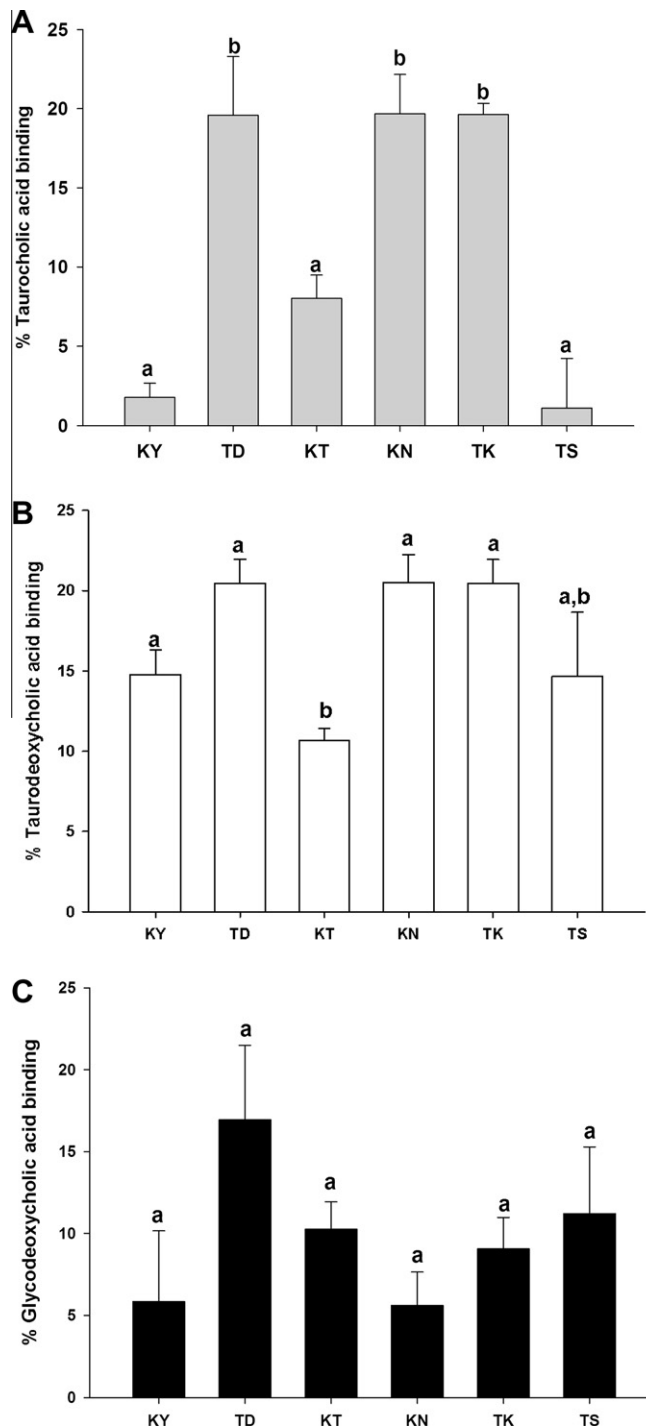 A
% Taurocholic acid binding
25
20
15
10
5
0
a
b
a
b
b
a
KY TD KT KN TK TS
B
% Taurodeoxycholic acid binding
25
20
15
10
5
0
a
a
b
a
a
a,b
KY TD KT KN TK TS
C
% Glycodeoxycholic acid binding
25
20
15
10
5
0
a
a
a
a
a
a
KY TD KT KN TK TS